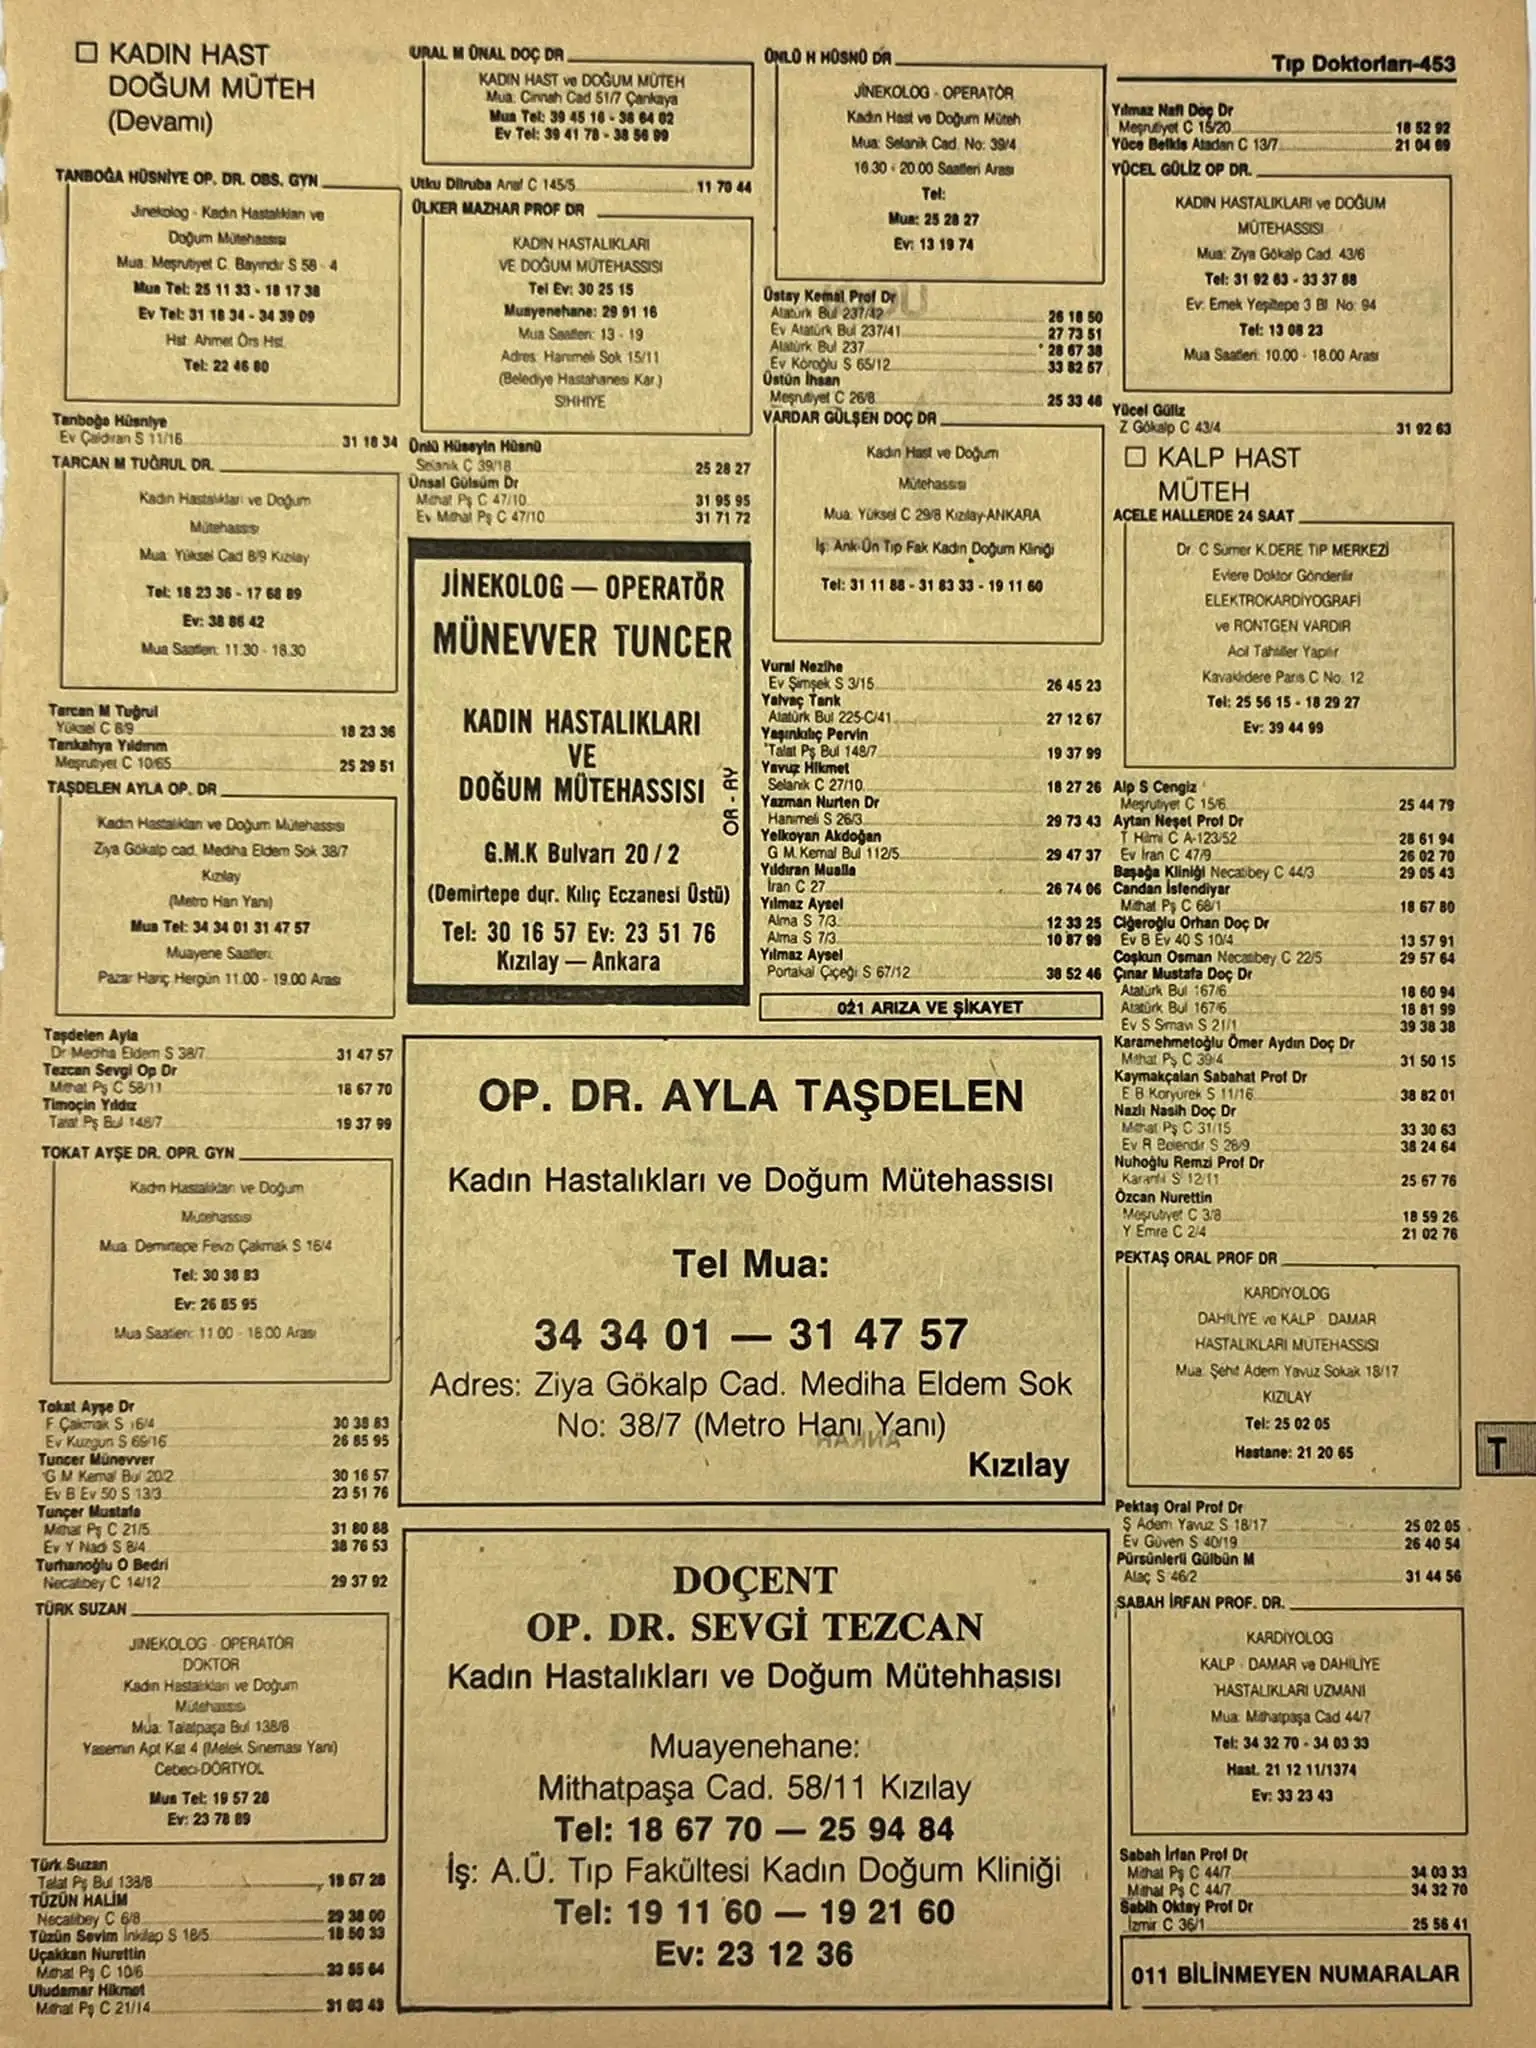 ☐ KADIN HAST
DOĞUM MÜTEH
(Devamı)
TANBOĞA HÜSNİYE OP. DR. OBS. GYN
Jinekolog - Kadın Hastalıkları ve
Doğum Mütehassısı
Mua: Meşrutiyet C. Bayındır S 58 - 4
Mua Tel: 25 11 33 - 18 17 38
Ev Tel: 31 18 34 - 34 39 09
Hst. Ahmet Örs Hst.
Tel: 22 46 80
Tanboğa Hüsniye
Ev Çaldıran S 11/16 31 18 34
TARCAN M TUĞRUL DR.
Kadın Hastalıkları ve Doğum
Mütehassısı
Mua: Yüksel Cad 8/9 Kızılay
Tel: 18 23 36 - 17 68 89
Ev: 38 86 42
Mua Saatleri: 11.30 - 18.30
Tarcan M Tuğrul
Yüksel C 8/9 18 23 36
Tankahya Yıldırım
Meşrutiyet C 10/65 25 29 51
TAŞDELEN AYLA OP. DR
Kadın Hastalıkları ve Doğum Mütehassısı
Ziya Gökalp cad. Mediha Eldem Sok 38/7
Kızılay
(Metro Han Yanı)
Mua Tel: 34 34 01 31 47 57
Muayene Saatleri:
Pazar Hariç Hergün 11.00 - 19.00 Arası
Taşdelen Ayla
Dr Mediha Eldem S 38/7 31 47 57
Tezcan Sevgi Op Dr
Mithat Pş C 58/11 18 67 70
Timoçin Yıldız
Talat Pş Bul 148/7 19 37 99
TOKAT AYŞE DR. OPR. GYN
Kadın Hastalıkları ve Doğum
Mütehassısı
Mua: Demirtepe Fevzi Çakmak S 16/4
Tel: 30 38 83
Ev: 26 85 95
Mua Saatleri: 11.00 - 18.00 Arası
Tokat Ayşe Dr
F Çakmak S 16/4 30 38 83
Ev Kuzgun S 69/16 26 85 95
Tuncer Münevver
G M Kemal Bul 20/2 30 16 57
Ev B Ev 50 S 13/3 23 51 76
Tunçer Mustafa
Mithat Pş C 21/5 31 80 88
Ev Y Nadi S 8/4 38 76 53
Turhanoğlu O Bedri
Necatibey C 14/12 29 37 92
TÜRK SUZAN
JİNEKOLOG - OPERATÖR
DOKTOR
Kadın Hastalıkları ve Doğum
Mütehassısı
Mua: Talatpaşa Bul 138/8
Yasemin Apt Kat 4 (Melek Sineması Yanı)
Cebeci-DÖRTYOL
Mua Tel: 19 57 28
Ev: 23 78 89
Türk Suzan
Talat Pş Bul 138/8 19 57 28
TÜZÜN HALİM
Necatibey C 6/8 29 38 00
Tüzün Sevim İnkilap S 18/5 18 50 33
Uçakkan Nurettin
Mithat Pş C 10/6 33 55 64
Uludamar Hikmet
Mithat Pş C 21/14 31 03 43
URAL M ÜNAL DOÇ DR
KADIN HAST ve DOĞUM MÜTEH
Mua: Cinnah Cad 51/7 Çankaya
Mua Tel: 39 45 16 - 38 64 02
Ev Tel: 39 41 78 - 38 56 99
Utku Dilruba Anaf C 145/5 11 70 44
ÜLKER MAZHAR PROF DR
KADIN HASTALIKLARI
VE DOĞUM MÜTEHASSISI
Tel Ev: 30 25 15
Muayenehane: 29 91 16
Mua Saatleri: 13 - 19
Adres: Hanımeli Sok 15/11
(Belediye Hastahanesi Kar.)
SIHHİYE
Ünlü Hüseyin Hüsnü
Selanik C 39/18 25 28 27
Ünsal Gülsüm Dr
Mithat Pş C 47/10 31 95 95
Ev Mithat Pş C 47/10 31 71 72
JİNEKOLOG — OPERATÖR
MÜNEVVER TUNCER
KADIN HASTALIKLARI
VE
DOĞUM MÜTEHASSISI
OR - AY
G.M.K Bulvarı 20/2
(Demirtepe dur. Kılıç Eczanesi Üstü)
Tel: 30 16 57 Ev: 23 51 76
Kızılay — Ankara
ÜNLÜ H HÜSNÜ DR
JİNEKOLOG - OPERATÖR
Kadın Hast ve Doğum Müteh
Mua: Selanik Cad. No: 39/4
16.30 - 20.00 Saatleri Arası
Tel:
Mua: 25 28 27
Ev: 13 19 74
Üstay Kemal Prof Dr
Atatürk Bul 237/42 26 18 50
Ev Atatürk Bul 237/41 27 73 51
Atatürk Bul 237 28 67 38
Ev Köroğlu S 65/12 33 82 57
Üstün İhsan
Meşrutiyet C 26/8 25 33 46
VARDAR GÜLŞEN DOÇ DR
Kadın Hast ve Doğum
Mütehassısı
Mua: Yüksel C 29/8 Kızılay-ANKARA
İş: Ank Ün Tıp Fak Kadın Doğum Kliniği
Tel: 31 11 88 - 31 83 33 - 19 11 60
Vural Nezihe
Ev Şimşek S 3/15 26 45 23
Yalvaç Tank
Atatürk Bul 225-C/41 27 12 67
Yaşınkılıç Pervin
Talat Pş Bul 148/7 19 37 99
Yavuz Hikmet
Selanik C 27/10 18 27 26
Yazman Nurten Dr
Hanımeli S 26/3 29 73 43
Yelkovan Akdoğan
G M. Kemal Bul 112/5 29 47 37
Yıldıran Mualla
İran C 27 26 74 06
Yılmaz Aysel
Alma S 7/3 12 33 25
Alma S 7/3 10 87 99
Yılmaz Aysel
Portakal Çiçeği S 67/12 38 52 46
021 ARIZA VE ŞİKAYET
OP. DR. AYLA TAŞDELEN
Kadın Hastalıkları ve Doğum Mütehassısı
Tel Mua:
34 34 01 — 31 47 57
Adres: Ziya Gökalp Cad. Mediha Eldem Sok
No: 38/7 (Metro Hanı Yanı)
Kızılay
DOÇENT
OP. DR. SEVGİ TEZCAN
Kadın Hastalıkları ve Doğum Mütehhasısı
Muayenehane:
Mithatpaşa Cad. 58/11 Kızılay
Tel: 18 67 70 — 25 94 84
İş: A.Ü. Tıp Fakültesi Kadın Doğum Kliniği
Tel: 19 11 60 — 19 21 60
Ev: 23 12 36
Tıp Doktorları-453
Yılmaz Nafi Doç Dr
Meşrutiyet C 15/20 18 52 92
Yüce Belkis Atadan C 13/7 21 04 69
YÜCEL GÜLİZ OP DR.
KADIN HASTALIKLARI ve DOĞUM
MÜTEHASSISI
Mua: Ziya Gökalp Cad. 43/6
Tel: 31 92 63 - 33 37 88
Ev: Emek Yeşiltepe 3 Bl No: 94
Tel: 13 08 23
Mua Saatleri: 10.00 - 18.00 Arası
Yücel Güliz
Z Gökalp C 43/4 31 92 63
☐ KALP HAST
MÜTEH
ACELE HALLERDE 24 SAAT
Dr. C Sümer K.DERE TIP MERKEZİ
Evlere Doktor Gönderilir
ELEKTROKARDİYOGRAFİ
ve RONTGEN VARDIR
Acil Tahliller Yapılır
Kavaklıdere Paris C No. 12
Tel: 25 56 15 - 18 29 27
Ev: 39 44 99
Alp S Cengiz
Meşrutiyet C 15/6 25 44 79
Aytan Neşet Prof Dr
T Hilmi C A-123/52 28 61 94
Ev İran C 47/9 26 02 70
Başağa Kliniği Necatibey C 44/3 29 05 43
Candan İsfendiyar
Mithat Pş C 68/1 18 67 80
Ciğeroğlu Orhan Doç Dr
Ev B Ev 40 S 10/4 13 57 91
Coşkun Osman Necatibey C 22/5 29 57 64
Çınar Mustafa Doç Dr
Atatürk Bul 167/6 18 60 94
Atatürk Bul 167/6 18 81 99
Ev S Simavi S 21/1 39 38 38
Karamehmetoğlu Ömer Aydın Doç Dr
Mithat Pş C 39/4 31 50 15
Kaymakçalan Sabahat Prof Dr
E B Koryürek S 11/16 38 82 01
Nazlı Nasih Doç Dr
Mithat Pş C 31/15 33 30 63
Ev R Belendir S 28/9 38 24 64
Nuhoğlu Remzi Prof Dr
Karanfil S 12/11 25 67 76
Özcan Nurettin
Meşrutiyet C 3/8 18 59 26
Y Emre C 2/4 21 02 76
PEKTAŞ ORAL PROF DR
KARDİYOLOG
DAHİLİYE ve KALP - DAMAR
HASTALIKLARI MÜTEHASSISI
Mua: Şehit Adem Yavuz Sokak 18/17
KIZILAY
Tel: 25 02 05
Hastane: 21 20 65
T
Pektaş Oral Prof Dr
Ş Adem Yavuz S 18/17 25 02 05
Ev Güven S 40/19 26 40 54
Pürsünlerli Gülbün M
Alaç S 46/2 31 44 56
SABAH İRFAN PROF. DR.
KARDİYOLOG
KALP - DAMAR ve DAHİLİYE
HASTALIKLARI UZMANI
Mua: Mithatpaşa Cad 44/7
Tel: 34 32 70 - 34 03 33
Hast. 21 12 11/1374
Ev: 33 23 43
Sabah İrfan Prof Dr
Mithat Pş C 44/7 34 03 33
Mithat Pş C 44/7 34 32 70
Sabih Oktay Prof Dr
İzmir C 36/1 25 56 41
011 BİLİNMEYEN NUMARALAR